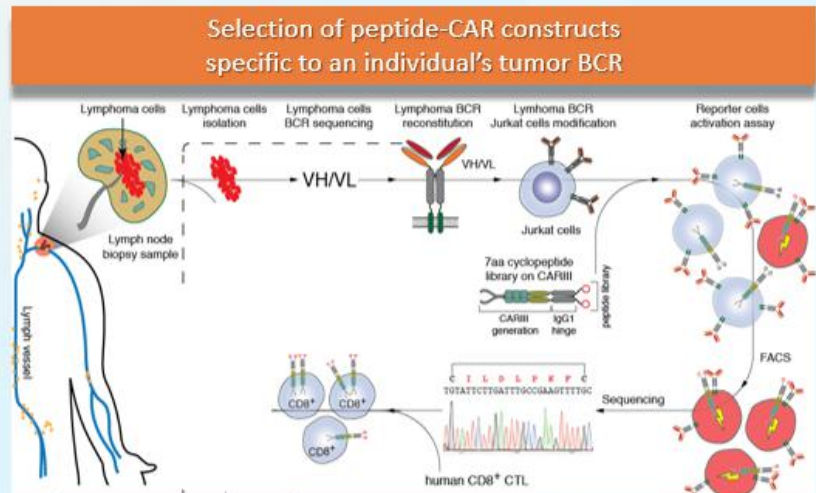 Selection of peptide-CAR constructs
specific to an individual's tumor BCR
Lymphoma cells
Lymphoma cells
isolation
Lymphoma cells
BCR sequencing
Lymphoma BCR
reconstitution
Lymhoma BCR
Jurkat cells modification
Reporter cells
activation assay
VH/VL
VH/VL
Lymph node
biopsy sample
Jurkat cells
7aa cyclopeptide
library on CARIII
peptide library
CARIII
generation
IgG1
hinge
Lymph vessel
FACS
C I L D L P K F C
TGTATTCTTGATTTGCCGAAGTTTTGC
Sequencing
CD8+
CD8+
CD8+
human CD8+ CTL